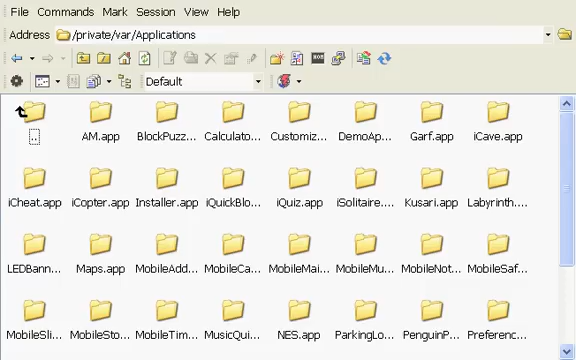 File Commands Mark Session View Help
Address /private/var/Applications
Default
.. AM.app BlockPuzz... Calculato... Customiz... DemoAp... Garf.app iCave.app
iCheat.app iCopter.app Installer.app iQuickBlo... iQuiz.app iSolitaire.... Kusari.app Labyrinth....
LEDBann... Maps.app MobileAdd... MobileCa... MobileMai... MobileMu... MobileNot... MobileSaf...
MobileSli... MobileSto... MobileTim... MusicQui... NES.app ParkingLo... PenguinP... Preferenc...